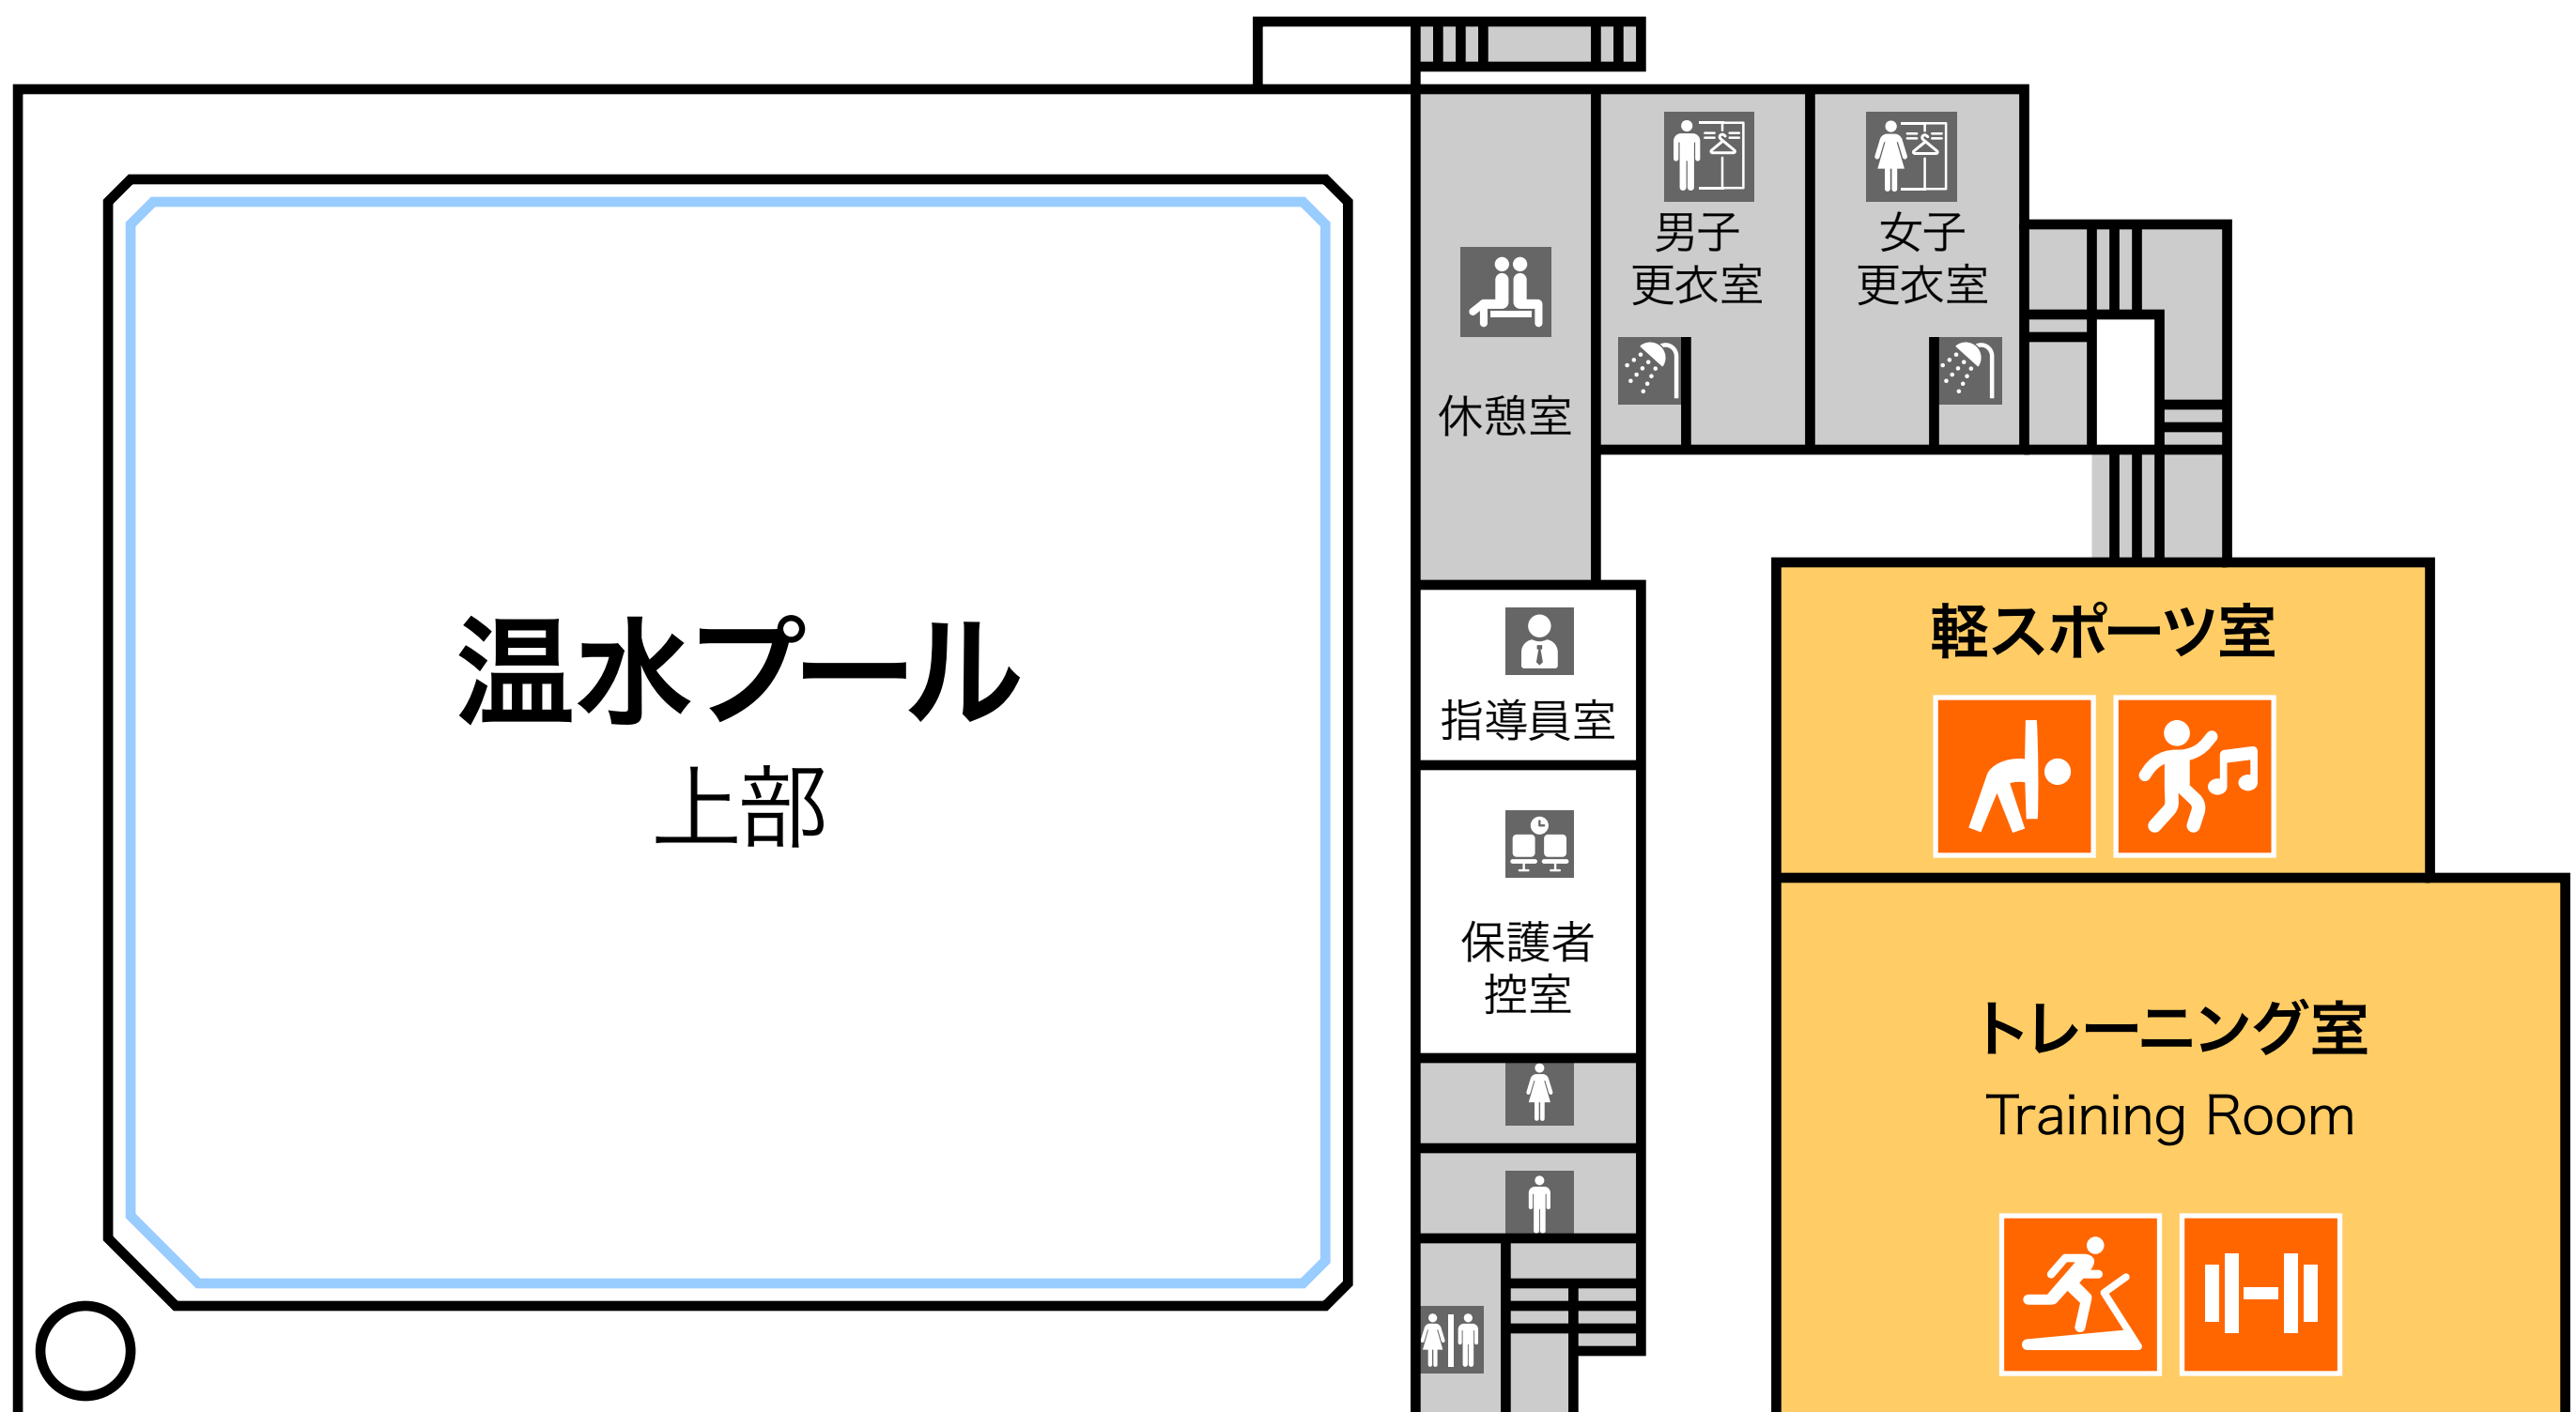 温水プール
上部
休憩室
男子
更衣室
女子
更衣室
指導員室
保護者
控室
軽スポーツ室
トレーニング室
Training Room